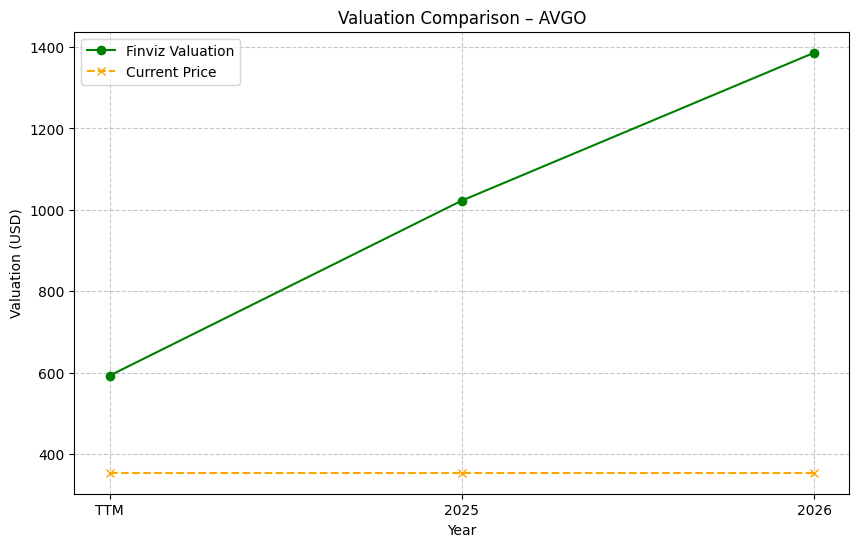 Valuation Comparison – AVGO
Finviz Valuation
Current Price
1400
1200
1000
800
600
400
Valuation (USD)
TTM
2025
2026
Year